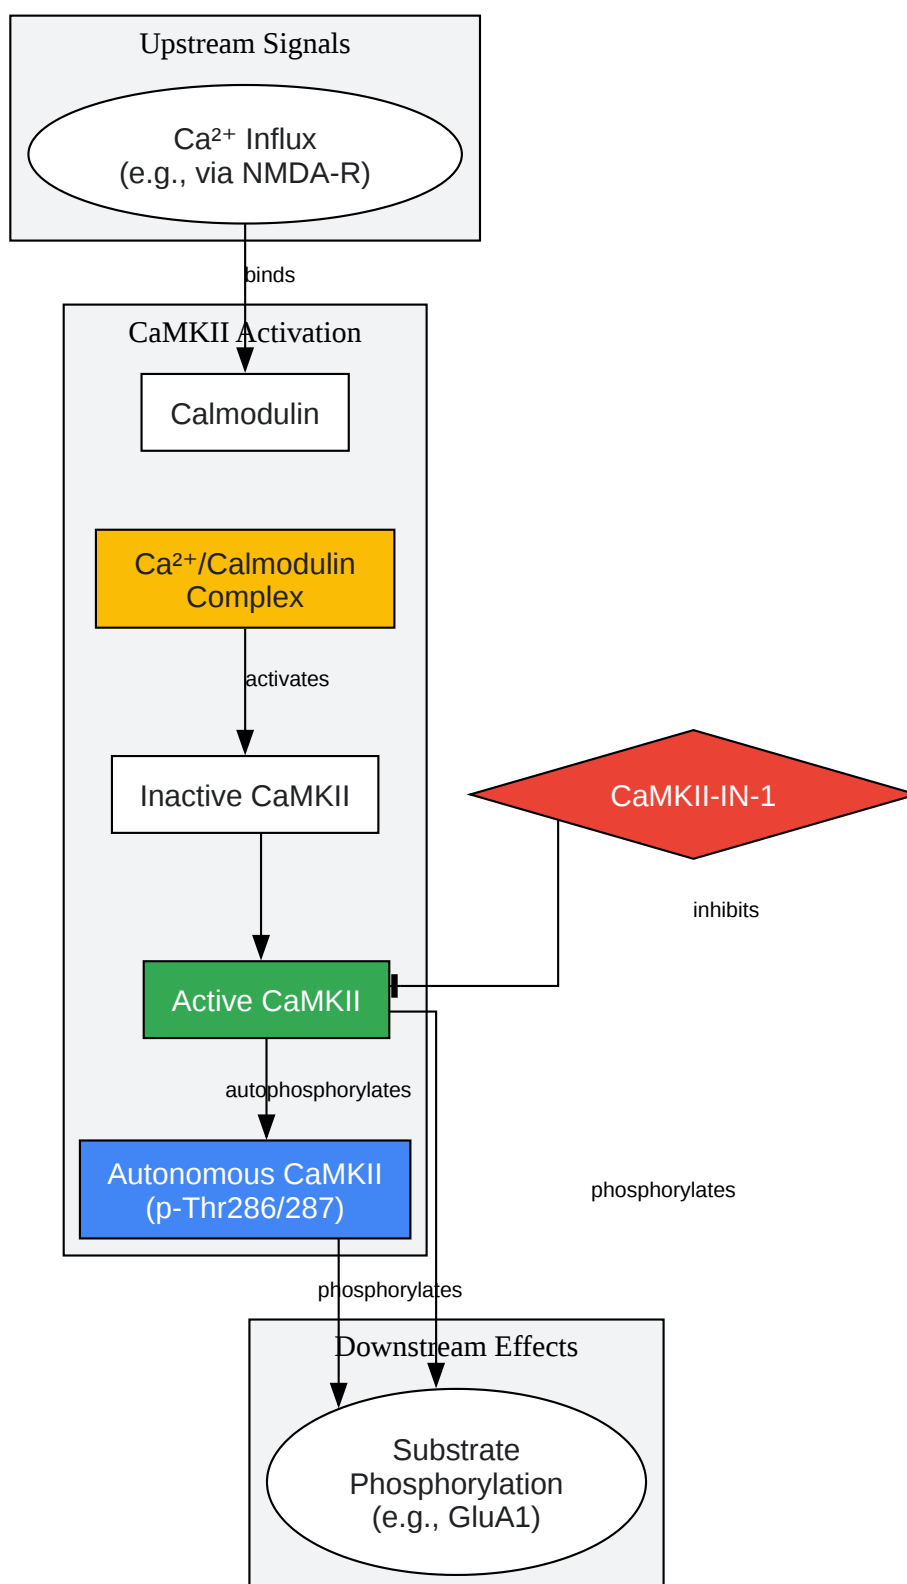 Upstream Signals
Ca²⁺ Influx
(e.g., via NMDA-R)
binds
CaMKII Activation
Calmodulin
Ca²⁺/Calmodulin
Complex
activates
Inactive CaMKII
CaMKII-IN-1
inhibits
Active CaMKII
autophosphorylates
Autonomous CaMKII
(p-Thr286/287)
phosphorylates
phosphorylates
Downstream Effects
Substrate
Phosphorylation
(e.g., GluA1)